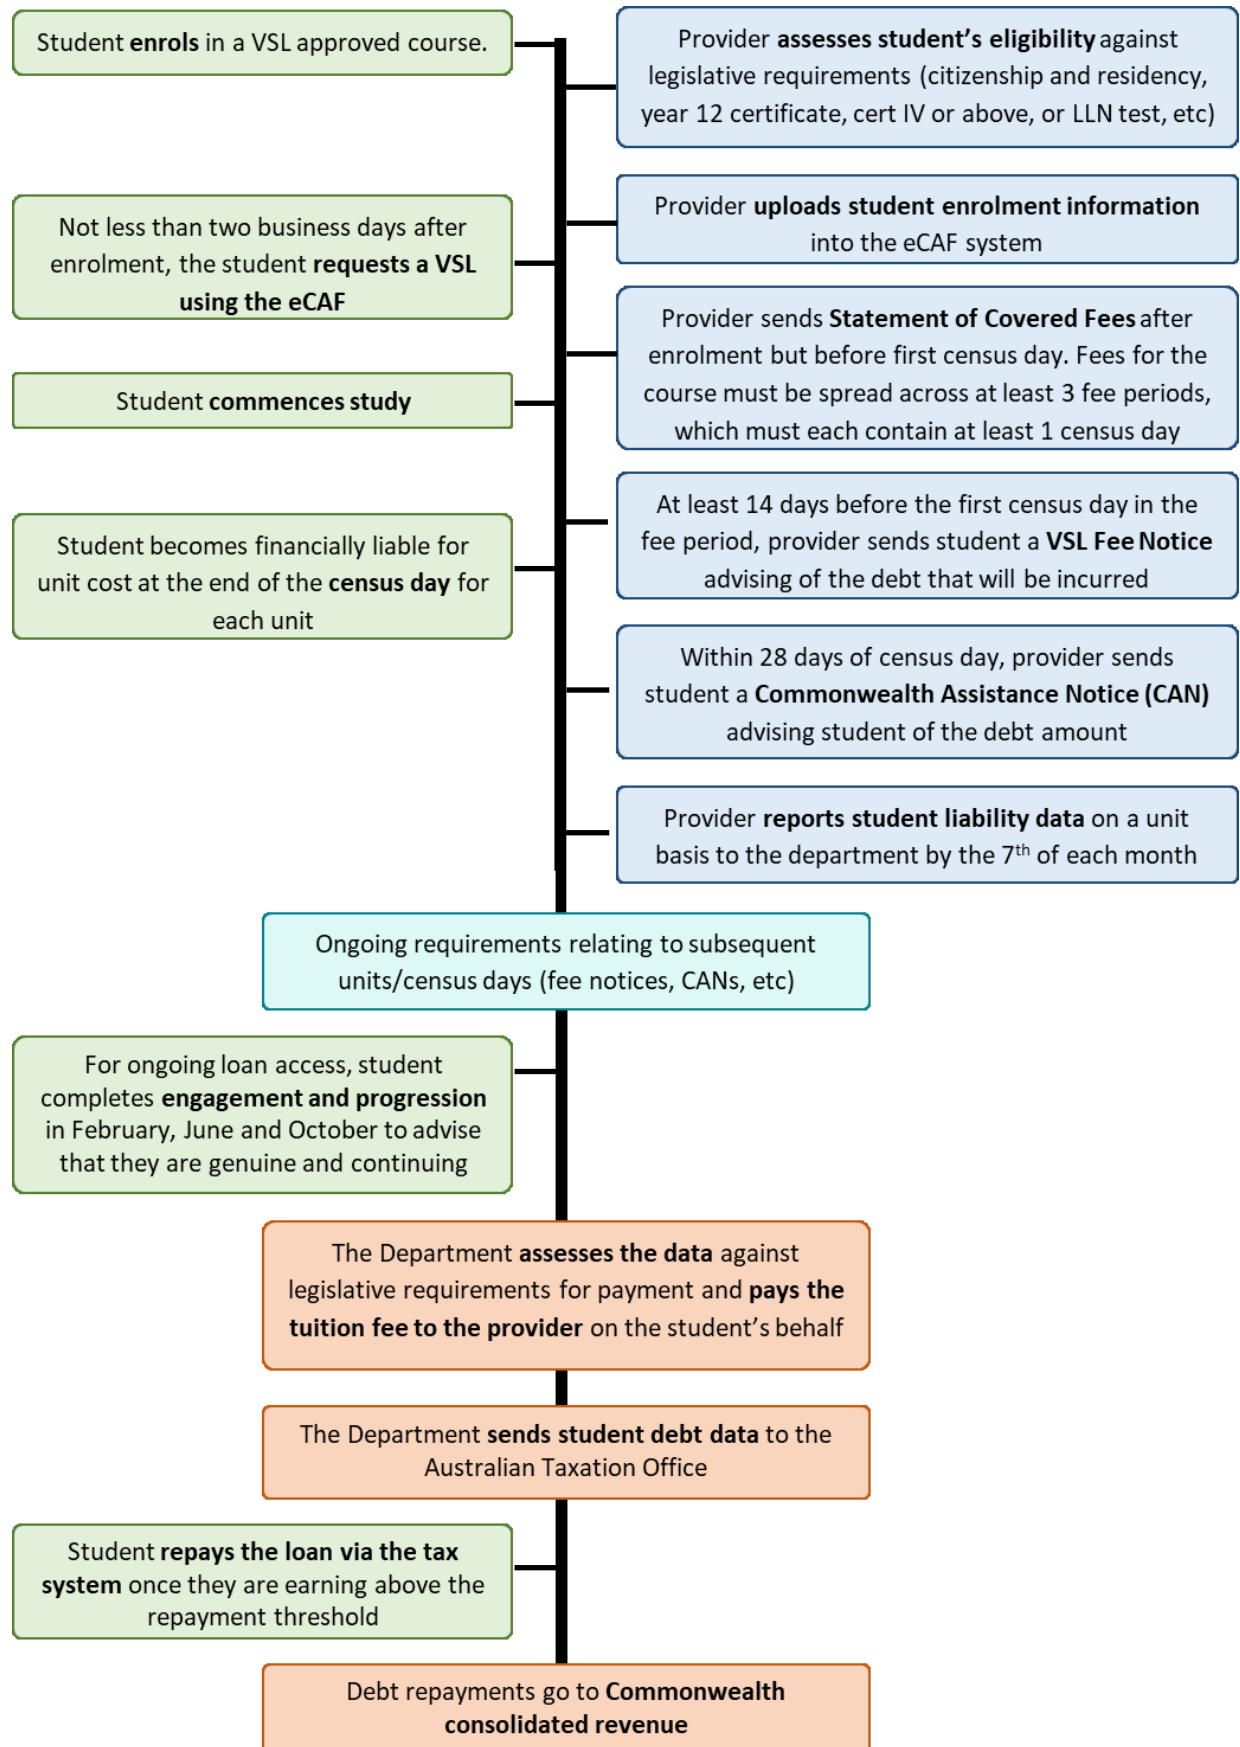 Student enrols in a VSL approved course.
Provider assesses student’s eligibility against
legislative requirements (citizenship and residency,
year 12 certificate, cert IV or above, or LLN test, etc)
Provider uploads student enrolment information
into the eCAF system
Not less than two business days after
enrolment, the student requests a VSL
using the eCAF
Provider sends Statement of Covered Fees after
enrolment but before first census day. Fees for the
course must be spread across at least 3 fee periods,
which must each contain at least 1 census day
Student commences study
At least 14 days before the first census day in the
fee period, provider sends student a VSL Fee Notice
advising of the debt that will be incurred
Student becomes financially liable for
unit cost at the end of the census day for
each unit
Within 28 days of census day, provider sends
student a Commonwealth Assistance Notice (CAN)
advising student of the debt amount
Provider reports student liability data on a unit
basis to the department by the 7th of each month
Ongoing requirements relating to subsequent
units/census days (fee notices, CANs, etc)
For ongoing loan access, student
completes engagement and progression
in February, June and October to advise
that they are genuine and continuing
The Department assesses the data against
legislative requirements for payment and pays the
tuition fee to the provider on the student’s behalf
The Department sends student debt data to the
Australian Taxation Office
Student repays the loan via the tax
system once they are earning above the
repayment threshold
Debt repayments go to Commonwealth
consolidated revenue